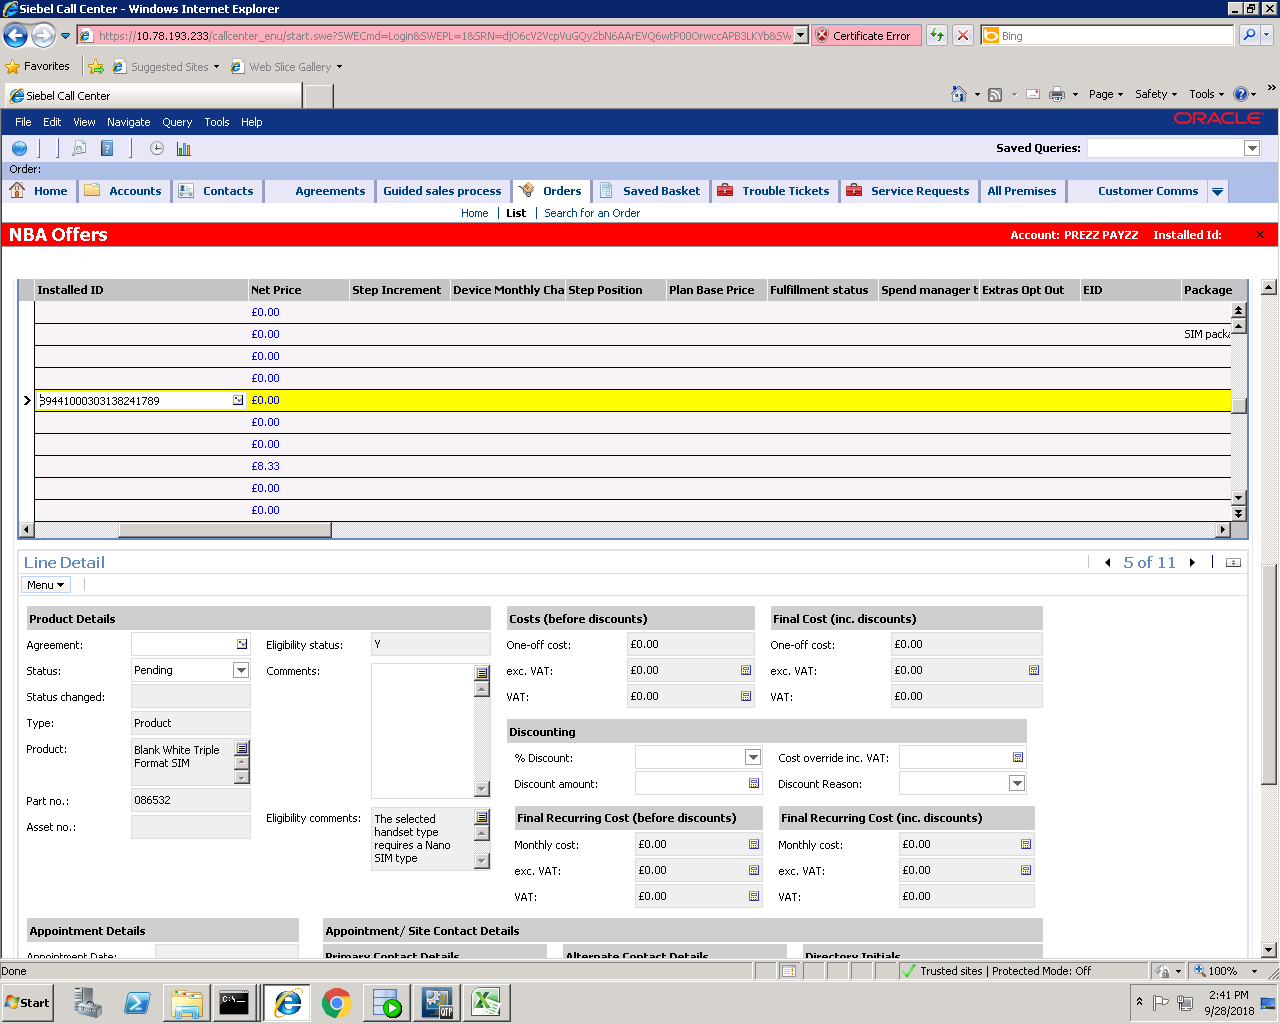 Siebel Call Center - Windows Internet Explorer
https://10.78.193.233/callcenter_enu/start.swe?SWECmd=Login&SWEPL=1&SRN=djO6cV2VcpVuGQy2bN6AArEVQ6wtP00OrwccAPB3LKYb&SW
Certificate Error
Bing
Favorites
Suggested Sites
Web Slice Gallery
Siebel Call Center
Page
Safety
Tools
File Edit View Navigate Query Tools Help
ORACLE
Saved Queries:
Order:
Home Accounts Contacts Agreements Guided sales process Orders Saved Basket Trouble Tickets Service Requests All Premises Customer Comms
Home | List | Search for an Order
NBA Offers
Account: PREZZ PAYZZ Installed Id:
Installed ID Net Price Step Increment Device Monthly Cha Step Position Plan Base Price Fulfillment status Spend manager t Extras Opt Out EID Package
£0.00
£0.00 SIM packa
£0.00
£0.00
39441000303138241789 £0.00
£0.00
£0.00
£8.33
£0.00
£0.00
Line Detail
5 of 11
Menu
Product Details
Agreement:
Status: Pending
Status changed:
Type: Product
Product: Blank White Triple
Format SIM
Part no.: 086532
Asset no.:
Eligibility status: Y
Comments:
Eligibility comments: The selected
handset type
requires a Nano
SIM type
Costs (before discounts)
One-off cost: £0.00
exc. VAT: £0.00
VAT: £0.00
Final Cost (inc. discounts)
One-off cost: £0.00
exc. VAT: £0.00
VAT: £0.00
Discounting
% Discount:
Cost override inc. VAT:
Discount amount:
Discount Reason:
Final Recurring Cost (before discounts)
Monthly cost: £0.00
exc. VAT: £0.00
VAT: £0.00
Final Recurring Cost (inc. discounts)
Monthly cost: £0.00
exc. VAT: £0.00
VAT: £0.00
Appointment Details
Appointment/ Site Contact Details
Appointment Date:
Primary Contact Details
Alternate Contact Details
Directory Initials
Done
Trusted sites | Protected Mode: Off
100%
Start
C:\
QTP
2:41 PM
9/28/2018